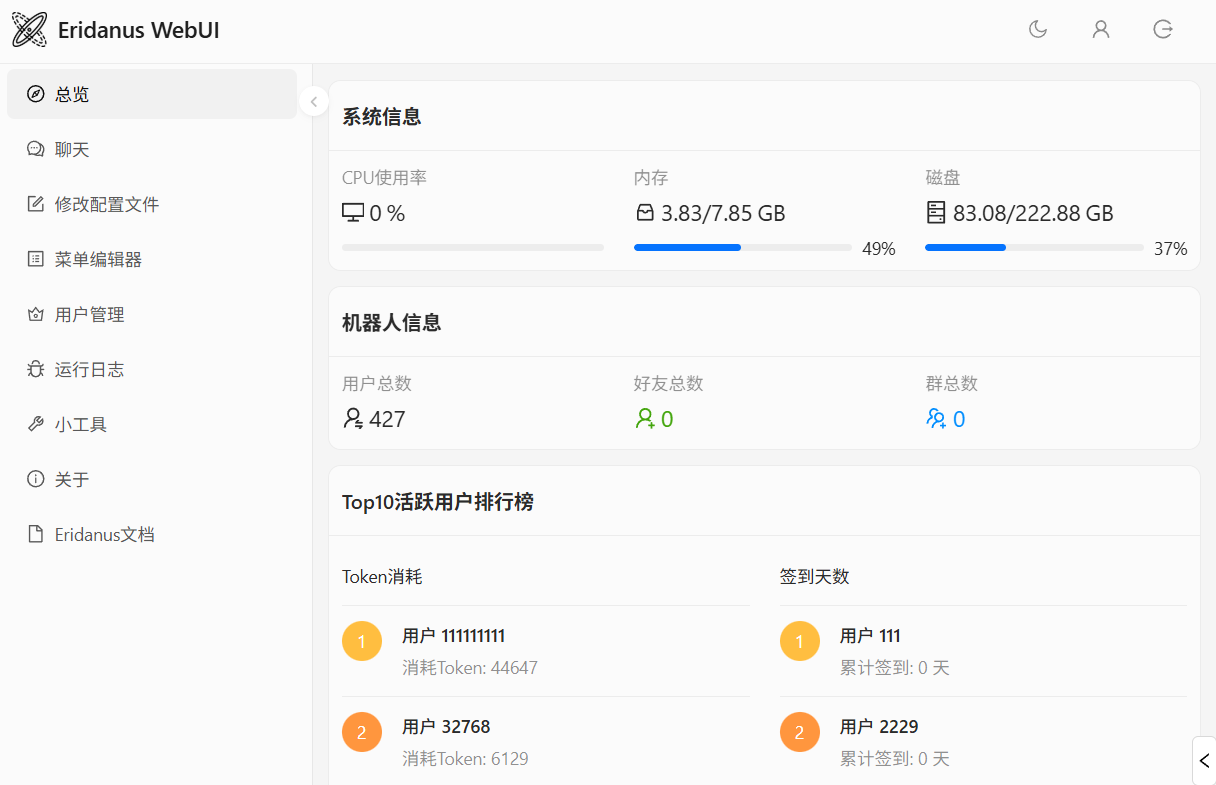 Eridanus WebUI
总览
聊天
修改配置文件
菜单编辑器
用户管理
运行日志
小工具
关于
Eridanus文档
系统信息
CPU使用率 内存 磁盘
0 % 3.83/7.85 GB 83.08/222.88 GB
49% 37%
机器人信息
用户总数 好友总数 群总数
427 0 0
Top10活跃用户排行榜
Token消耗
1 用户 111111111
消耗Token: 44647
2 用户 32768
消耗Token: 6129
签到天数
1 用户 111
累计签到: 0 天
2 用户 2229
累计签到: 0 天